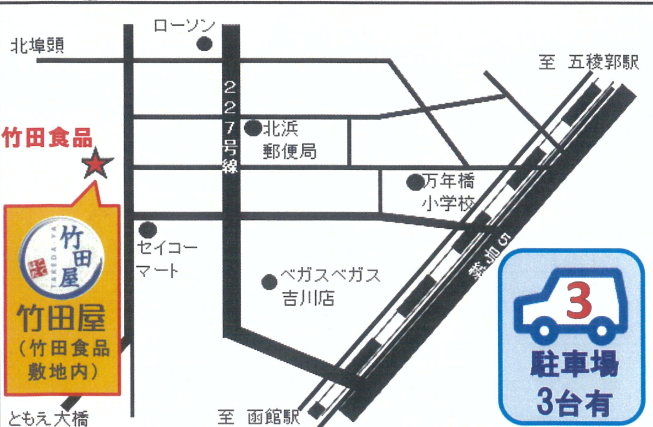 ローソン
北埠頭
至 五稜郭駅
227号線
北浜
郵便局
竹田食品
万年橋
小学校
竹田屋
TAKEDA YA
セイコー
マート
5号線
ベガスベガス
吉川店
竹田屋
(竹田食品
敷地内)
3
駐車場
3台有
ともえ大橋
至 函館駅